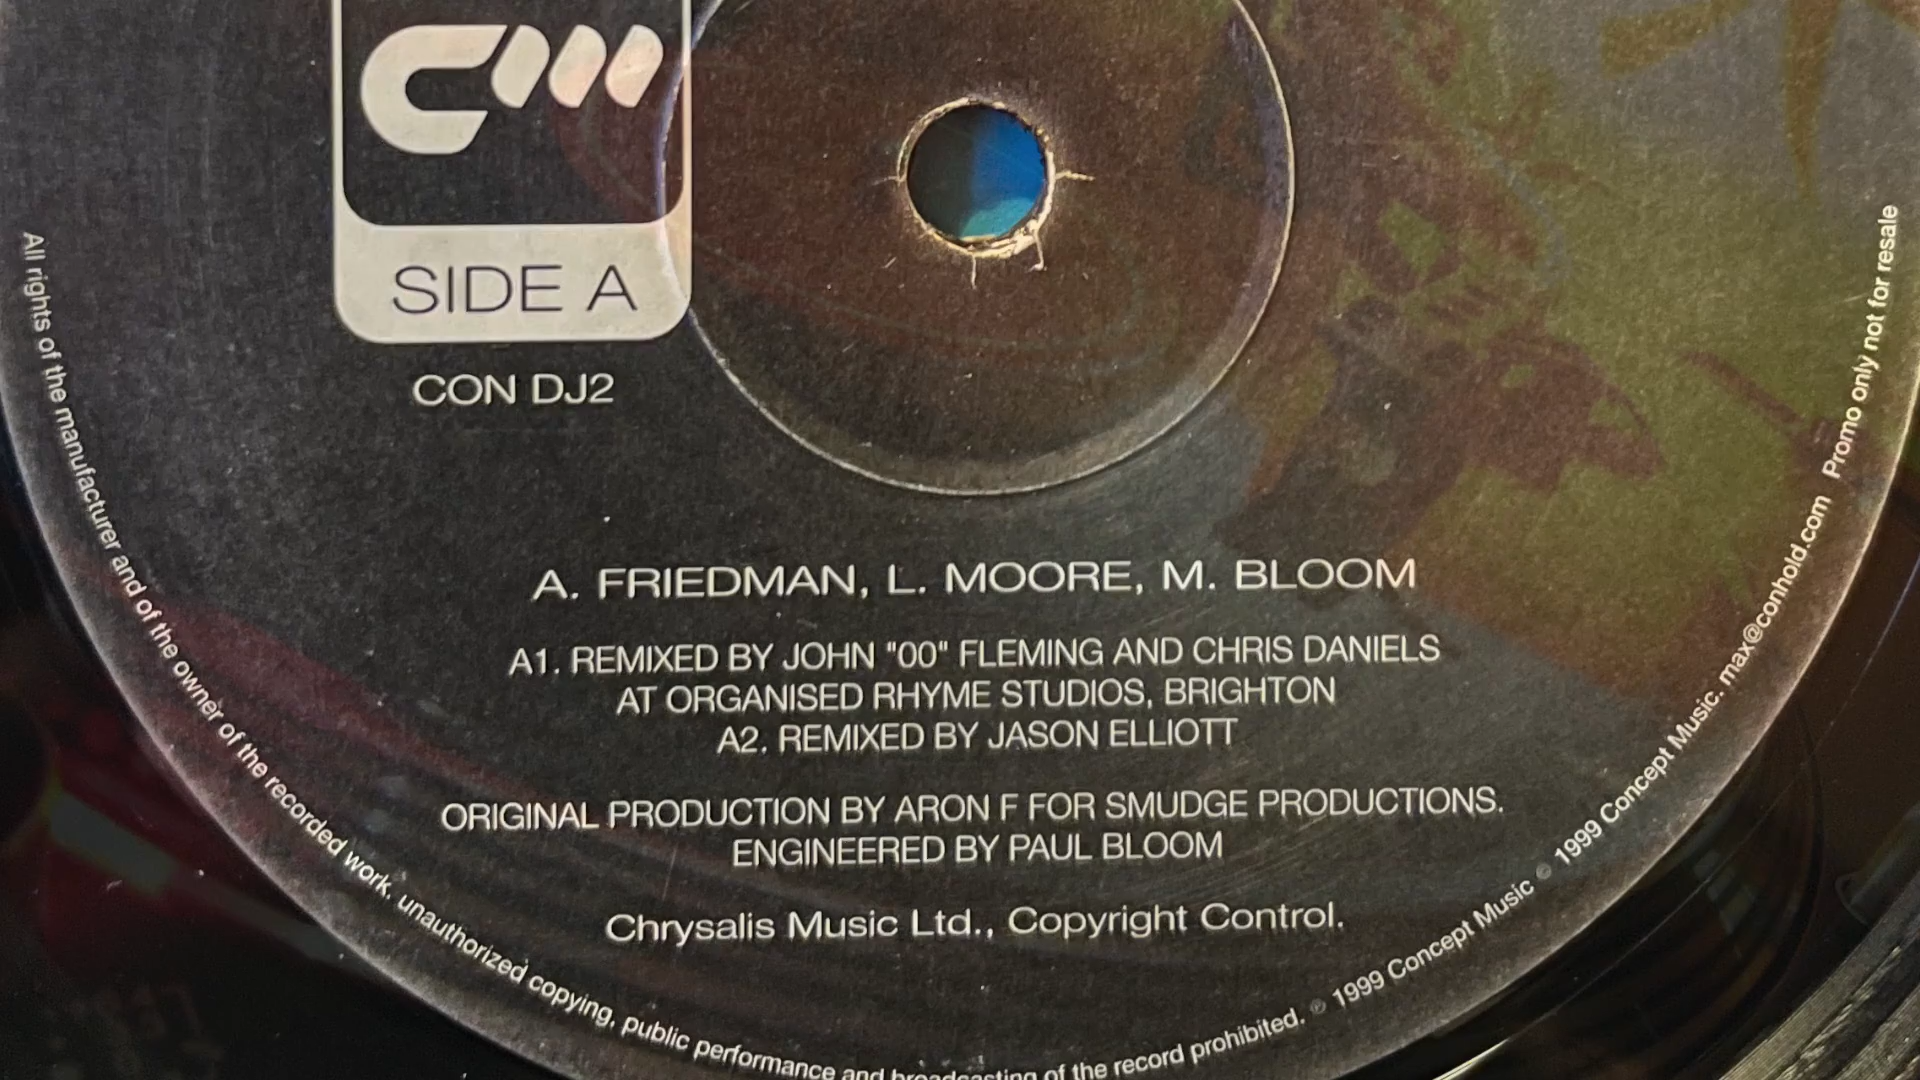 SIDE A
CON DJ2
A. FRIEDMAN, L. MOORE, M. BLOOM
A1. REMIXED BY JOHN "00" FLEMING AND CHRIS DANIELS
AT ORGANISED RHYME STUDIOS, BRIGHTON
A2. REMIXED BY JASON ELLIOTT
ORIGINAL PRODUCTION BY ARON F FOR SMUDGE PRODUCTIONS.
ENGINEERED BY PAUL BLOOM
Chrysalis Music Ltd., Copyright Control.
All rights of the manufacturer and of the owner of the recorded work. unauthorized copying, public performance and broadcasting of the record prohibited. ℗ 1999 Concept Music © 1999 Concept Music. max@conhold.com Promo only not for resale